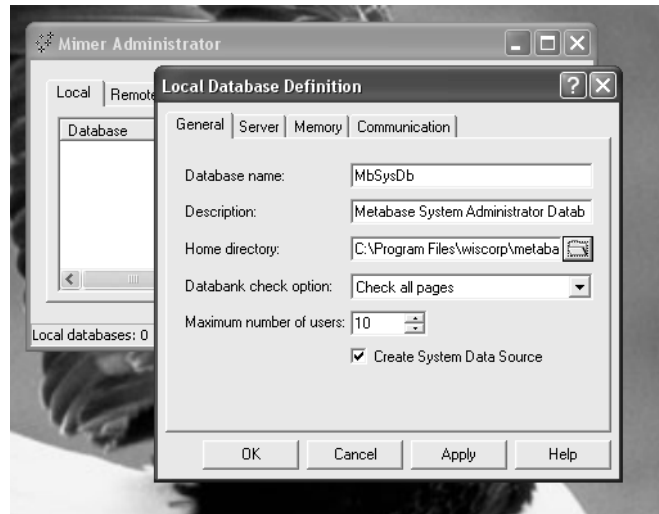 Mimer Administrator
Local Remote
Database
Local databases: 0
Local Database Definition
General Server Memory Communication
Database name: MbSysDb
Description: Metabase System Administrator Datab
Home directory: C:\Program Files\wiscorp\metaba
Databank check option: Check all pages
Maximum number of users: 10
Create System Data Source
OK Cancel Apply Help